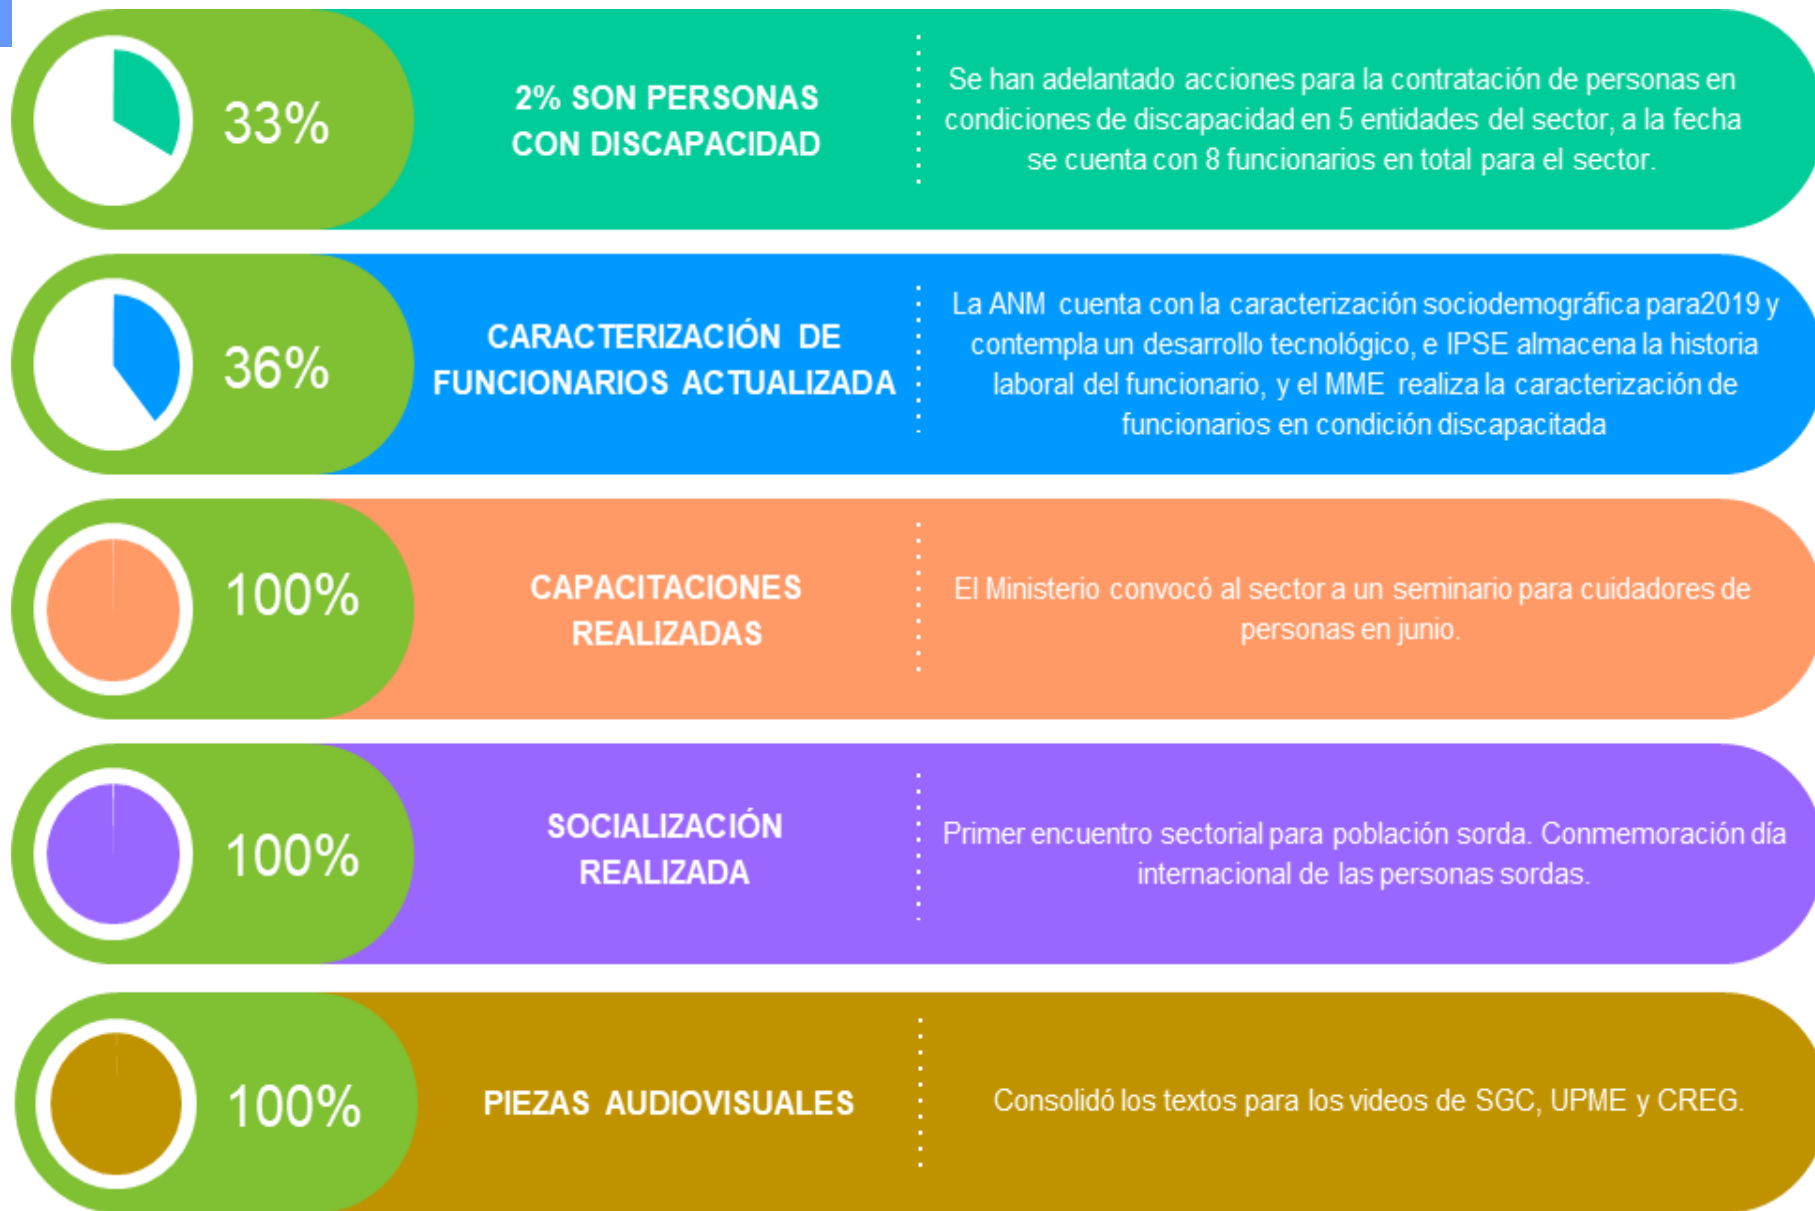 33%
2% SON PERSONAS
CON DISCAPACIDAD
Se han adelantado acciones para la contratación de personas en
condiciones de discapacidad en 5 entidades del sector, a la fecha
se cuenta con 8 funcionarios en total para el sector.
36%
CARACTERIZACIÓN DE
FUNCIONARIOS ACTUALIZADA
La ANM cuenta con la caracterización sociodemográfica para2019 y
contempla un desarrollo tecnológico, e IPSE almacena la historia
laboral del funcionario, y el MME realiza la caracterización de
funcionarios en condición discapacitada
100%
CAPACITACIONES
REALIZADAS
El Ministerio convocó al sector a un seminario para cuidadores de
personas en junio.
100%
SOCIALIZACIÓN
REALIZADA
Primer encuentro sectorial para población sorda. Conmemoración día
internacional de las personas sordas.
100%
PIEZAS AUDIOVISUALES
Consolidó los textos para los videos de SGC, UPME y CREG.